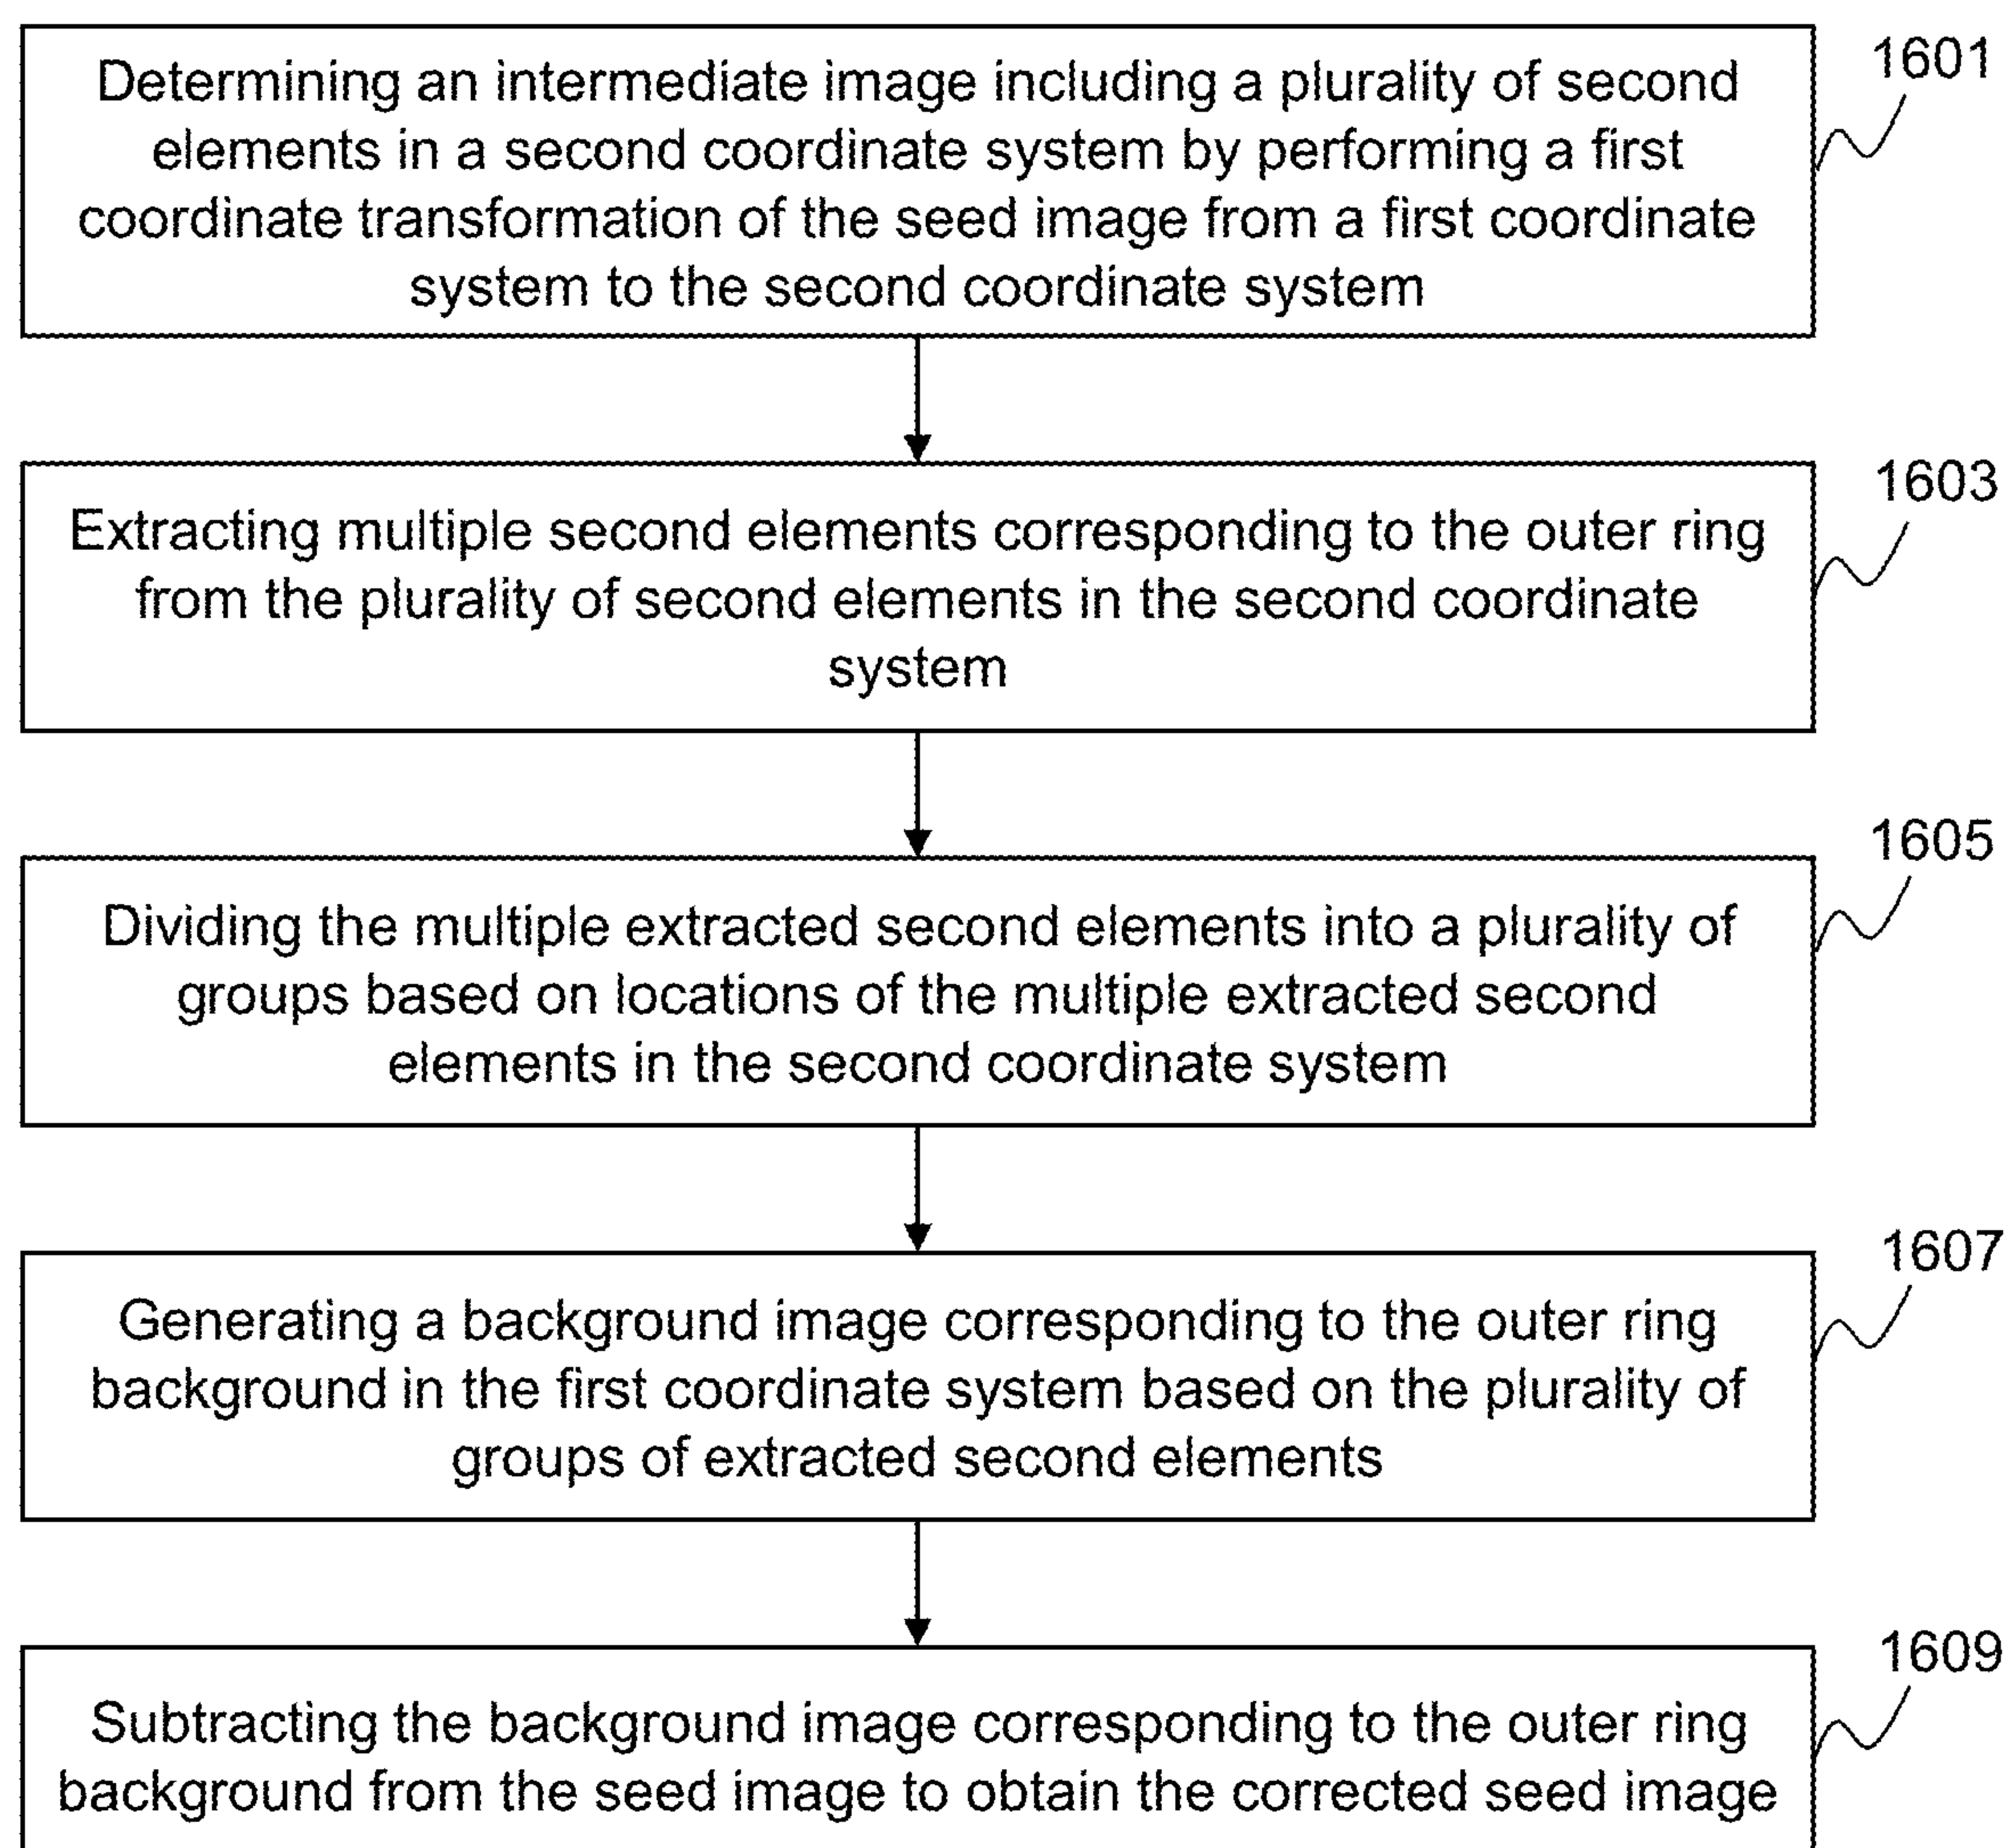 Determining an intermediate image including a plurality of second
elements in a second coordinate system by performing a first
coordinate transformation of the seed image from a first coordinate
system to the second coordinate system
1601
Extracting multiple second elements corresponding to the outer ring
from the plurality of second elements in the second coordinate
system
1603
Dividing the multiple extracted second elements into a plurality of
groups based on locations of the multiple extracted second
elements in the second coordinate system
1605
Generating a background image corresponding to the outer ring
background in the first coordinate system based on the plurality of
groups of extracted second elements
1607
Subtracting the background image corresponding to the outer ring
background from the seed image to obtain the corrected seed image
1609